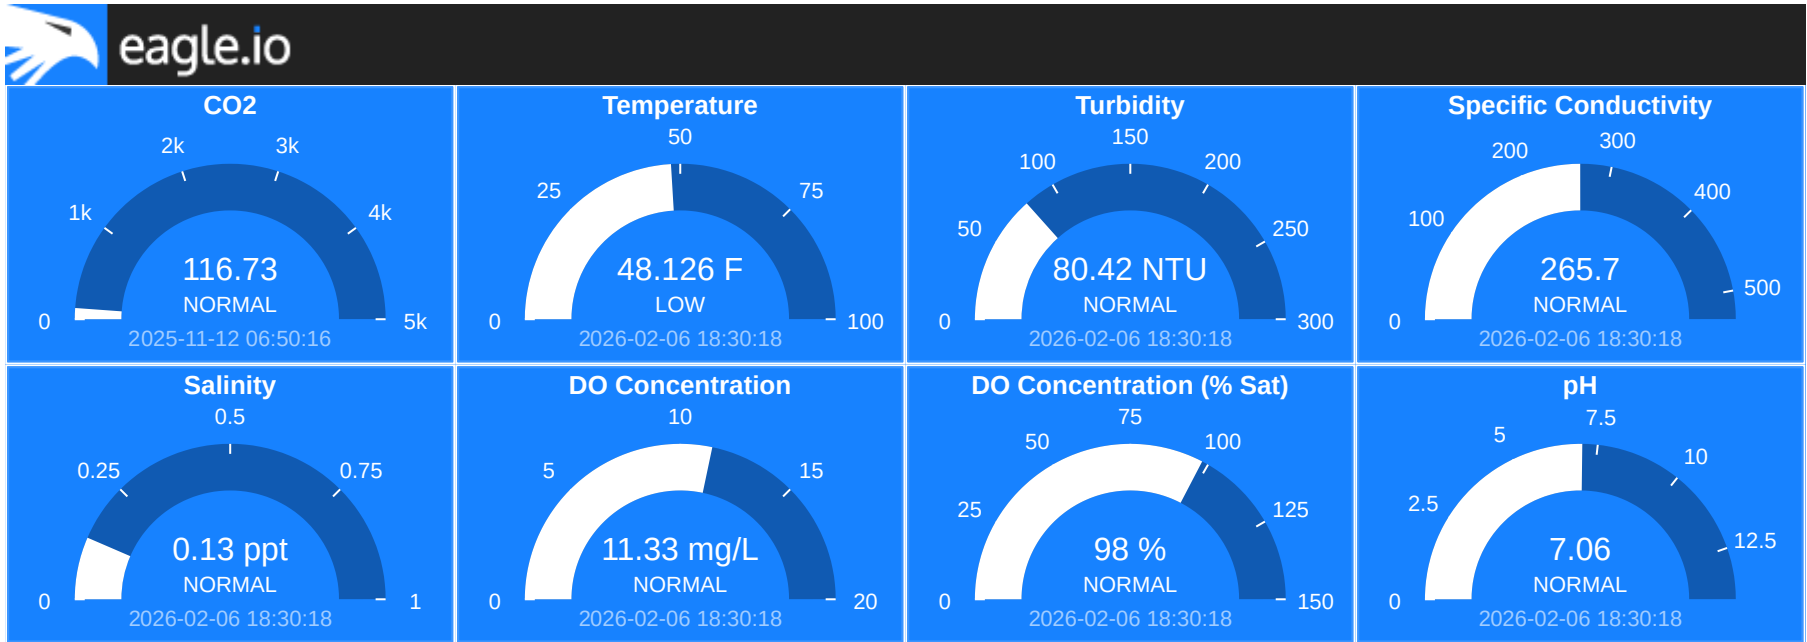 eagle.io
CO2
0
1k
2k
3k
4k
5k
116.73
NORMAL
2025-11-12 06:50:16
Temperature
0
25
50
75
100
48.126 F
LOW
2026-02-06 18:30:18
Turbidity
0
50
100
150
200
250
300
80.42 NTU
NORMAL
2026-02-06 18:30:18
Specific Conductivity
0
100
200
300
400
500
265.7
NORMAL
2026-02-06 18:30:18
Salinity
0
0.25
0.5
0.75
1
0.13 ppt
NORMAL
2026-02-06 18:30:18
DO Concentration
0
5
10
15
20
11.33 mg/L
NORMAL
2026-02-06 18:30:18
DO Concentration (% Sat)
0
25
50
75
100
125
150
98 %
NORMAL
2026-02-06 18:30:18
pH
0
2.5
5
7.5
10
12.5
7.06
NORMAL
2026-02-06 18:30:18